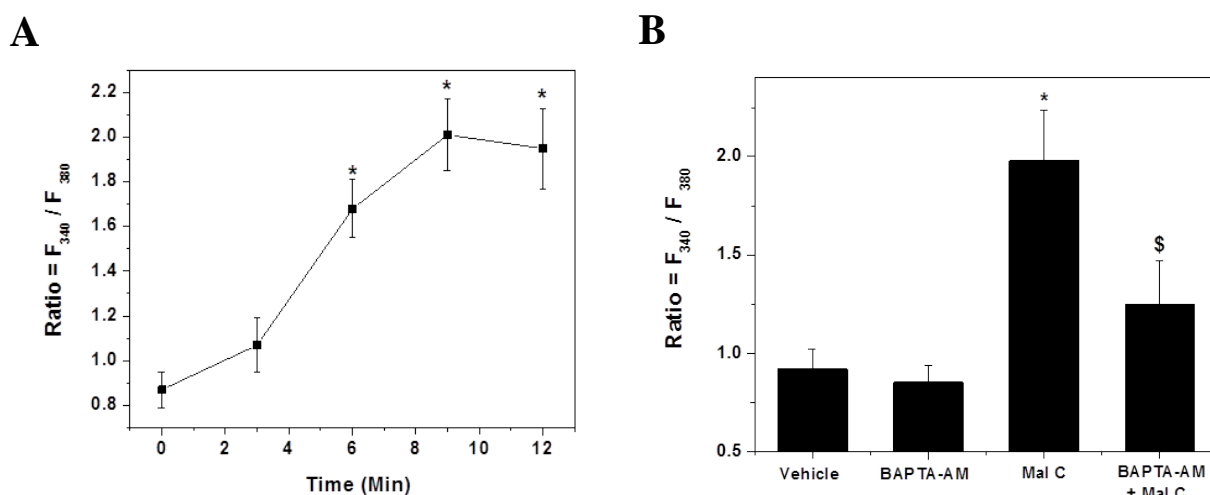 A
B
Ratio = F340 / F 380
2.2
2.0
1.8
1.6
1.4
1.2
1.0
0.8
*
*
*
0 2 4 6 8 10 12
Time (Min)
Ratio = F340 / F 380
2.0
1.5
1.0
0.5
*
$
Vehicle BAPTA-AM Mal C BAPTA-AM
+ Mal C